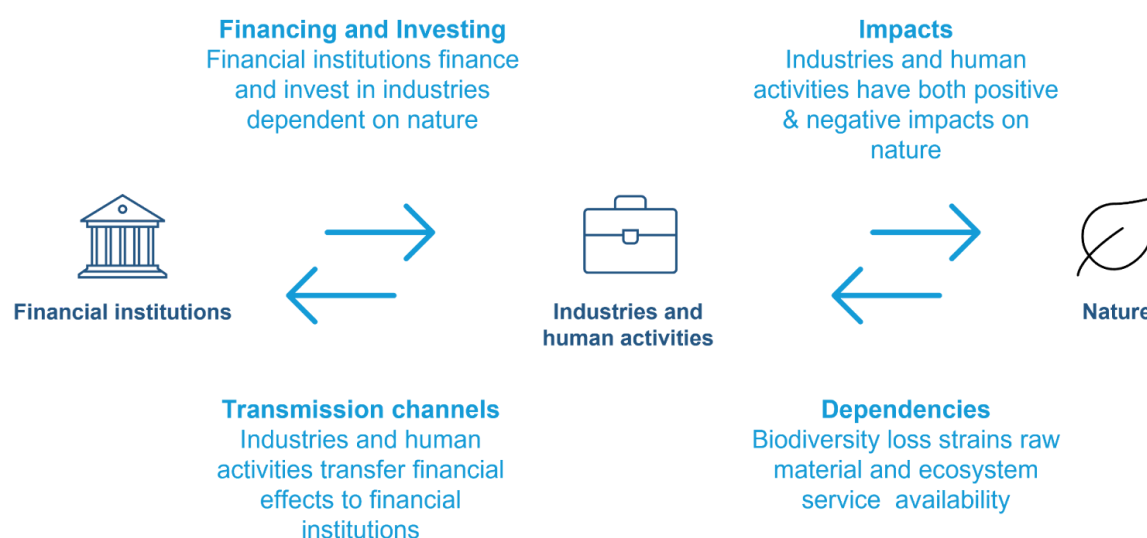 Financing and Investing
Financial institutions finance
and invest in industries
dependent on nature
Impacts
Industries and human
activities have both positive
& negative impacts on
nature
Financial institutions
Industries and
human activities
Nature
Transmission channels
Industries and human
activities transfer financial
effects to financial
institutions
Dependencies
Biodiversity loss strains raw
material and ecosystem
service  availability